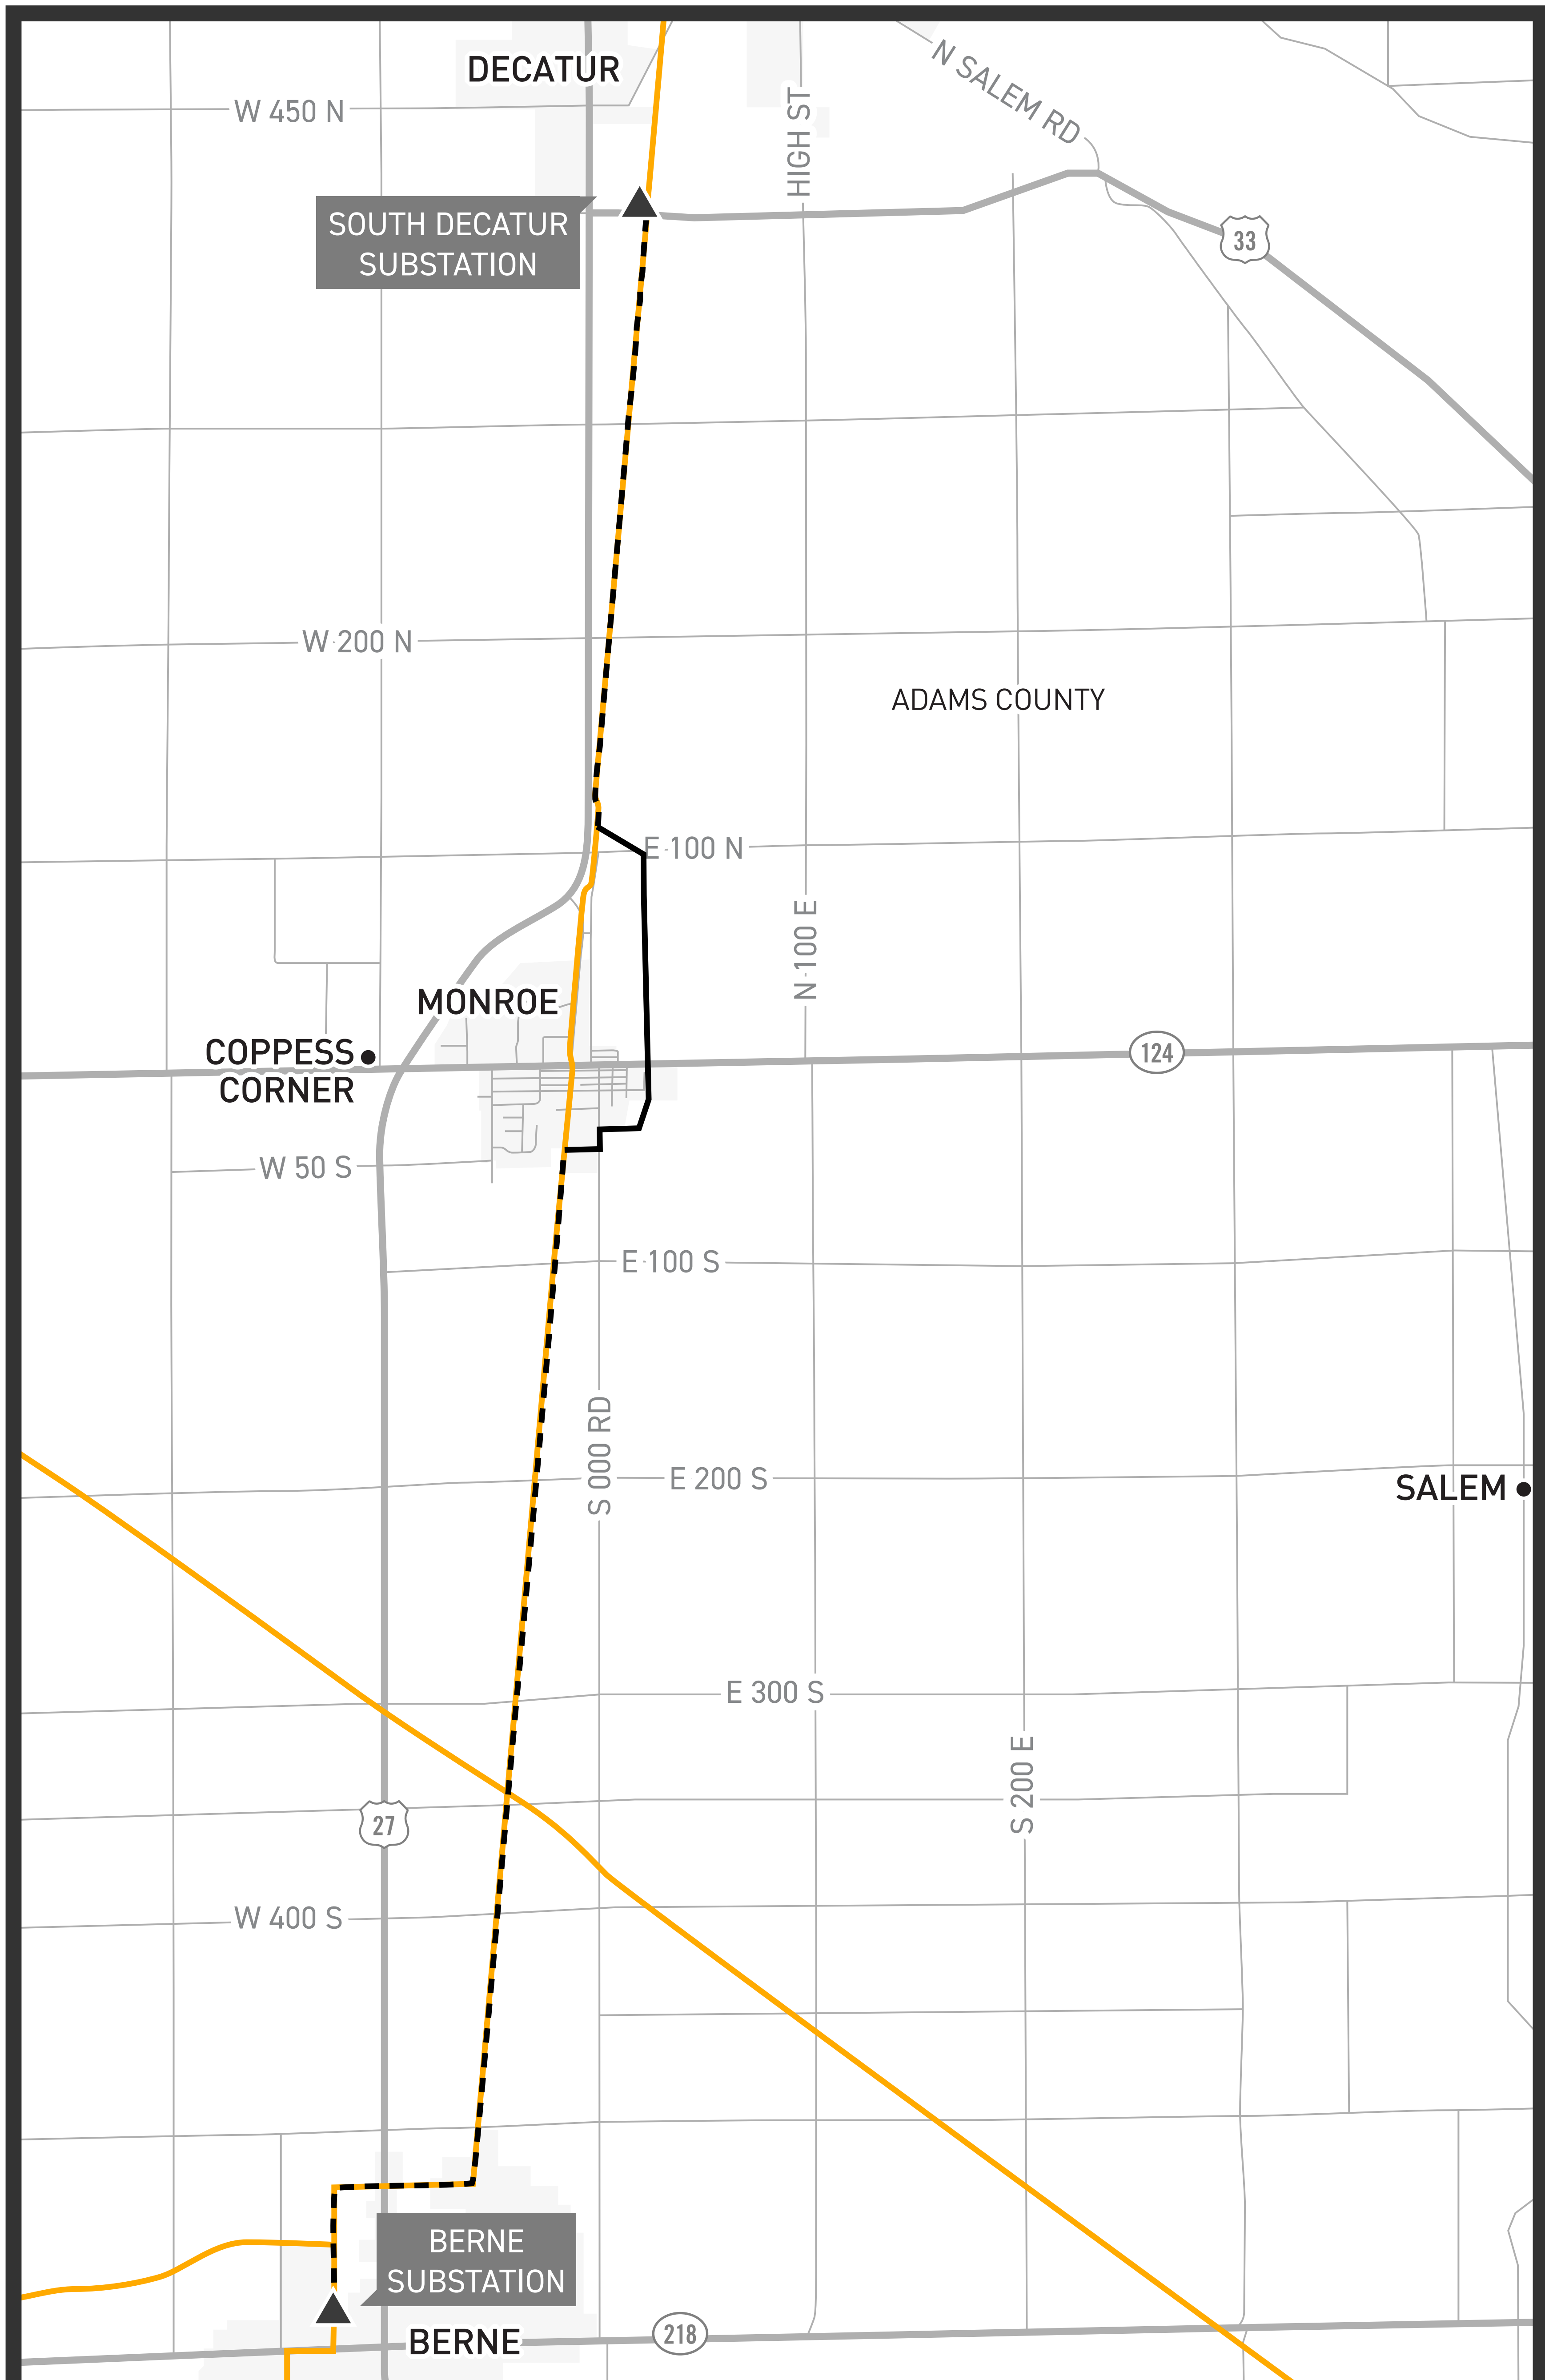 DECATUR
W 450 N
HIGH ST
N SALEM RD
SOUTH DECATUR
SUBSTATION
33
W 200 N
ADAMS COUNTY
E 100 N
N 100 E
MONROE
COPPESS
CORNER
124
W 50 S
E 100 S
S 000 RD
E 200 S
SALEM
E 300 S
S 200 E
27
W 400 S
BERNE
SUBSTATION
BERNE
218